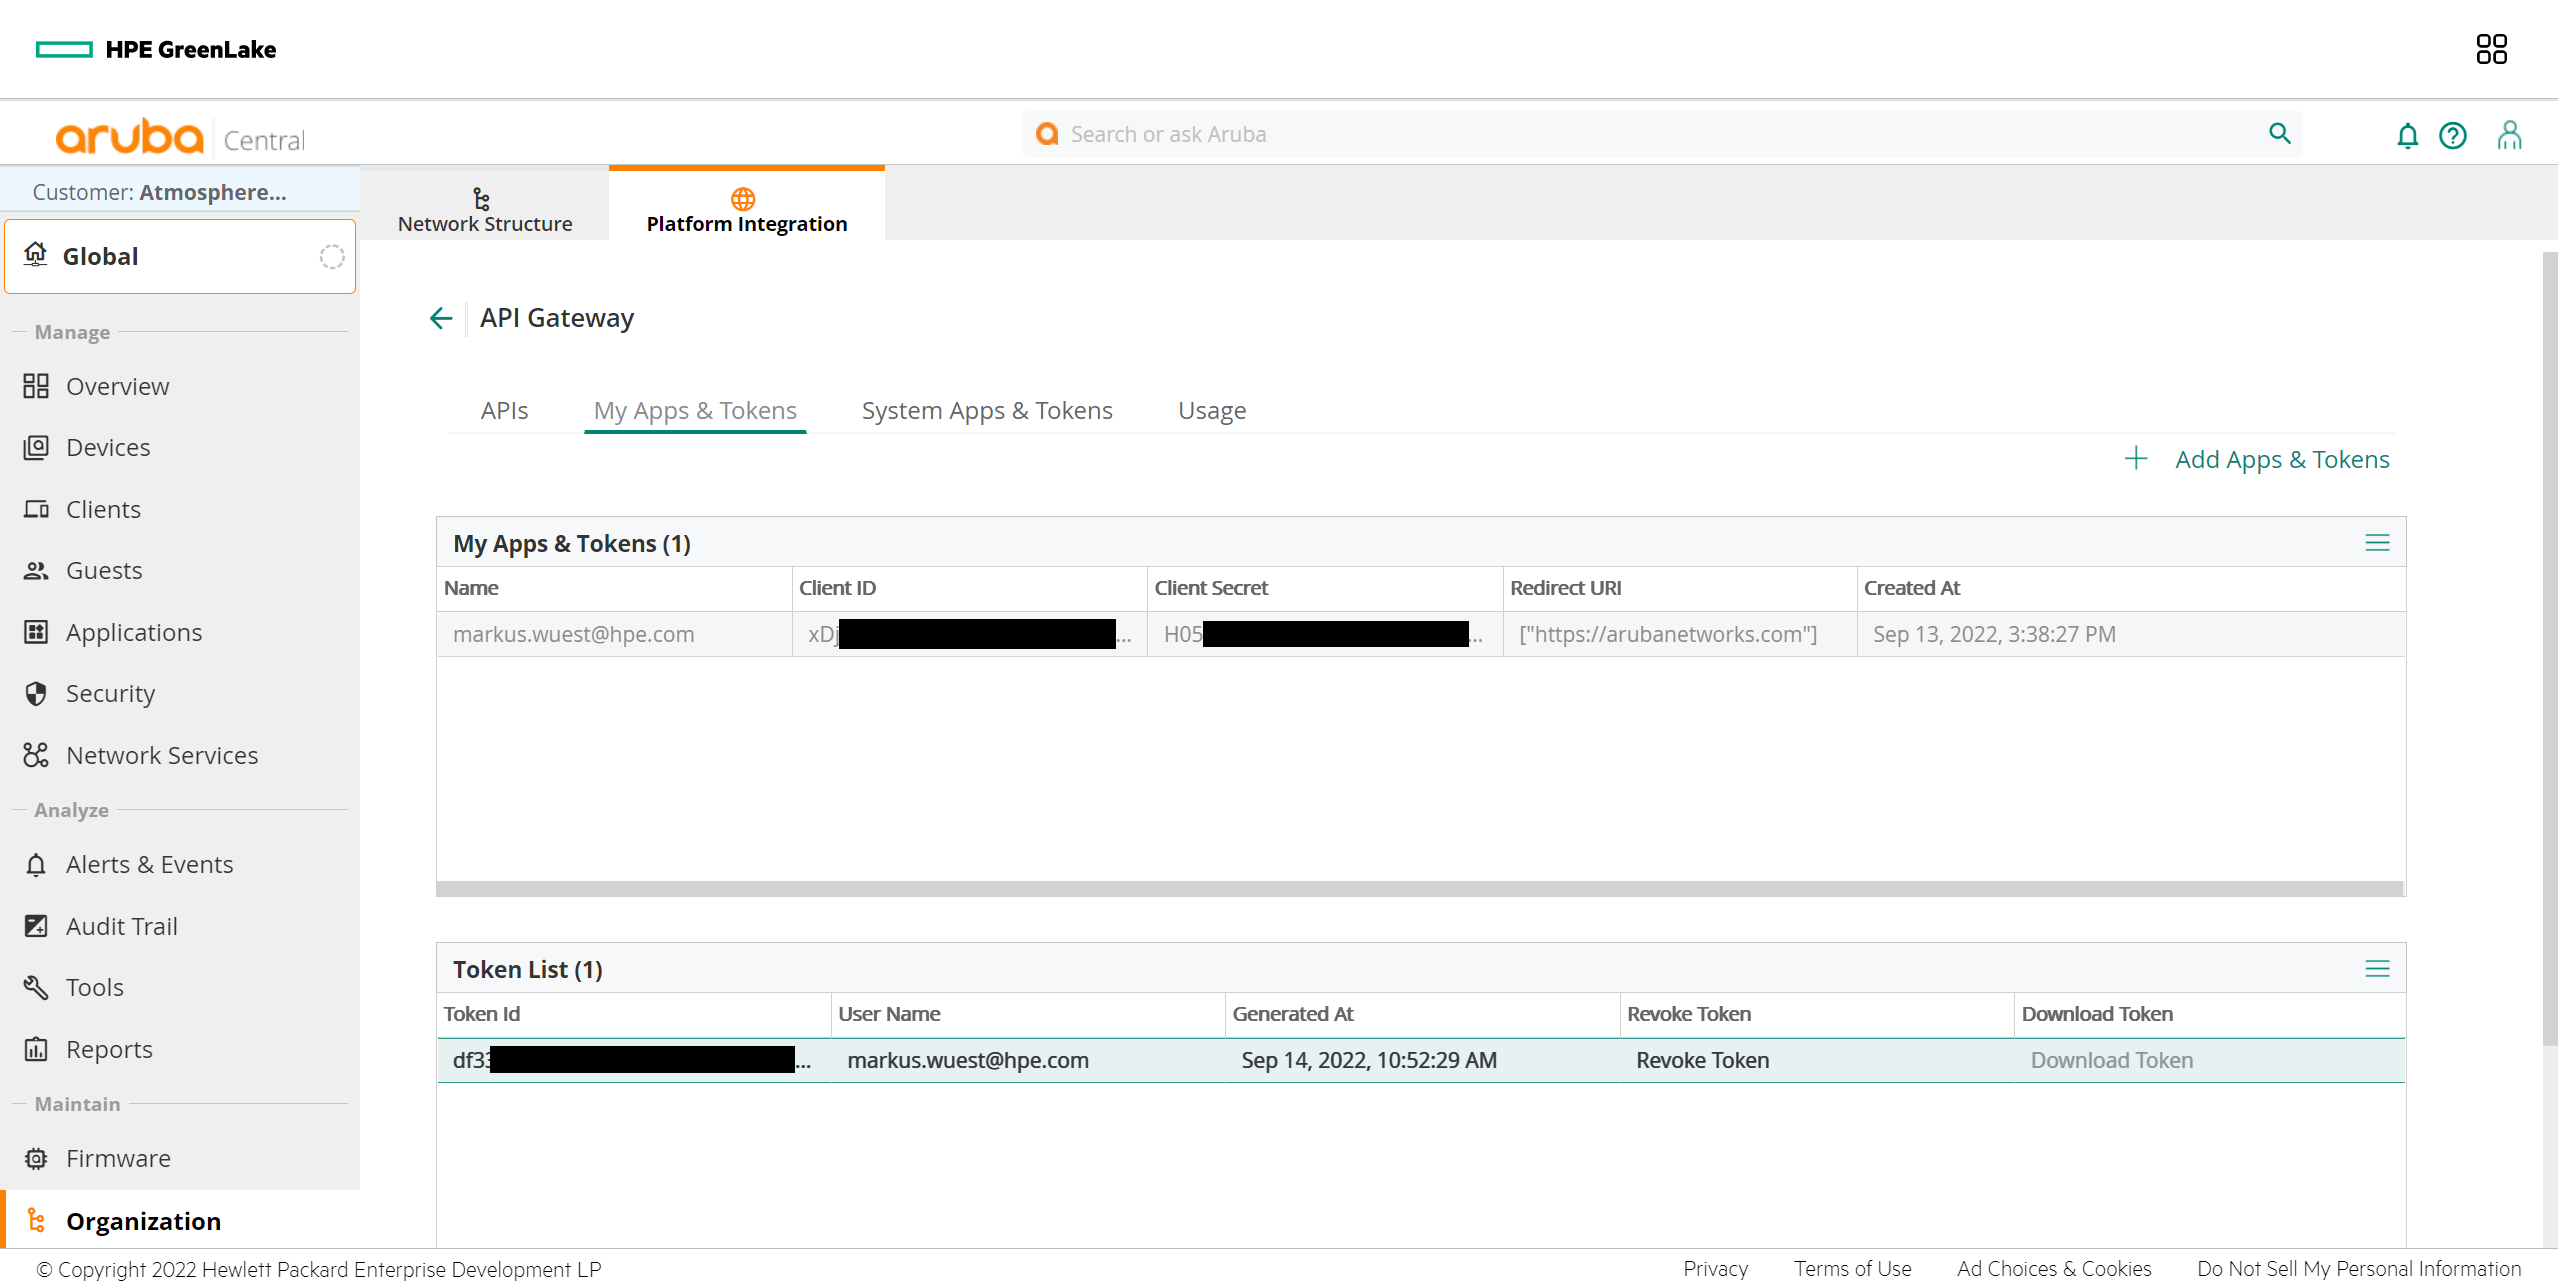 HPE GreenLake
aruba Central
Search or ask Aruba
Customer: Atmosphere...
Network Structure
Platform Integration
Global
Manage
Overview
Devices
Clients
Guests
Applications
Security
Network Services
Analyze
Alerts & Events
Audit Trail
Tools
Reports
Maintain
Firmware
Organization
API Gateway
APIs My Apps & Tokens System Apps & Tokens Usage
Add Apps & Tokens
My Apps & Tokens (1)
Name Client ID Client Secret Redirect URI Created At
markus.wuest@hpe.com xDj... H05... ["https://arubanetworks.com"] Sep 13, 2022, 3:38:27 PM
Token List (1)
Token Id User Name Generated At Revoke Token Download Token
df33... markus.wuest@hpe.com Sep 14, 2022, 10:52:29 AM Revoke Token Download Token
© Copyright 2022 Hewlett Packard Enterprise Development LP
Privacy Terms of Use Ad Choices & Cookies Do Not Sell My Personal Information